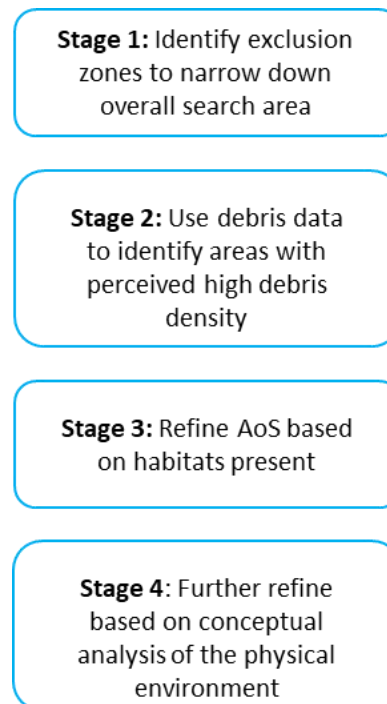 Stage 1: Identify exclusion
zones to narrow down
overall search area
Stage 2: Use debris data
to identify areas with
perceived high debris
density
Stage 3: Refine AoS based
on habitats present
Stage 4: Further refine
based on conceptual
analysis of the physical
environment